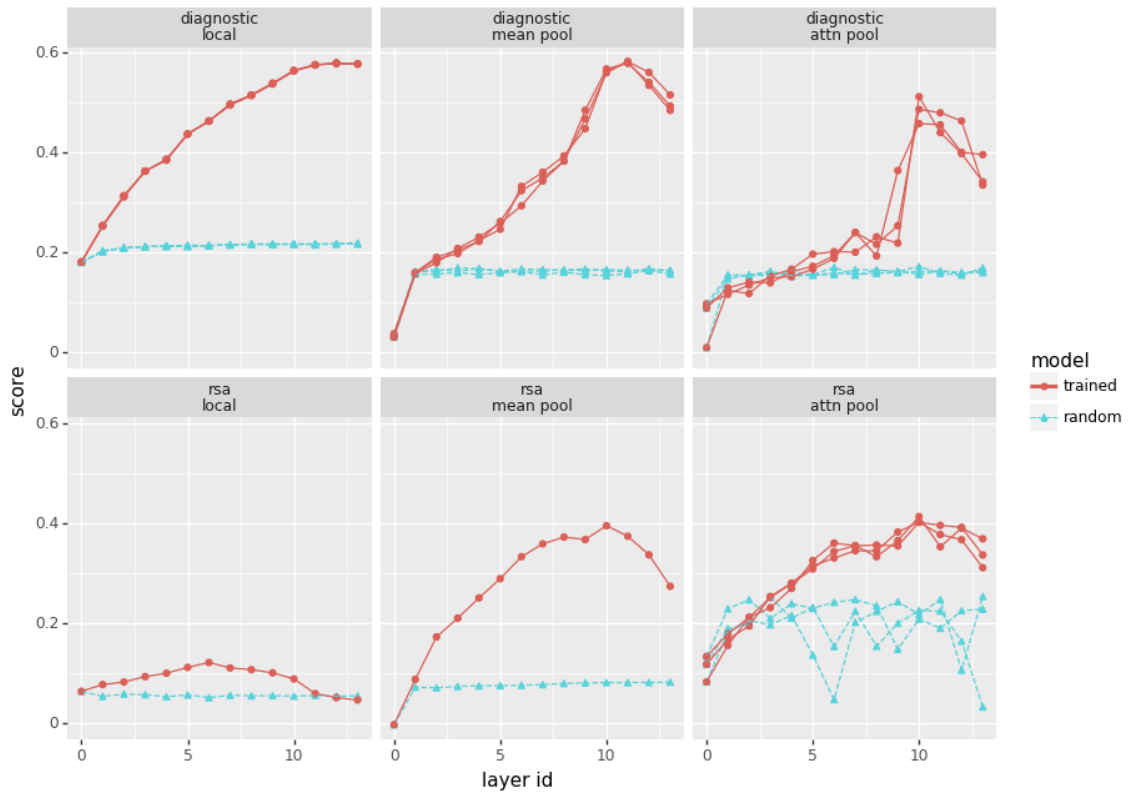 diagnostic
local
diagnostic
mean pool
diagnostic
attn pool
0.6
0.4
0.2
0
rsa
local
rsa
mean pool
rsa
attn pool
0.6
0.4
0.2
0
0
5
10
0
5
10
0
5
10
score
layer id
model
trained
random